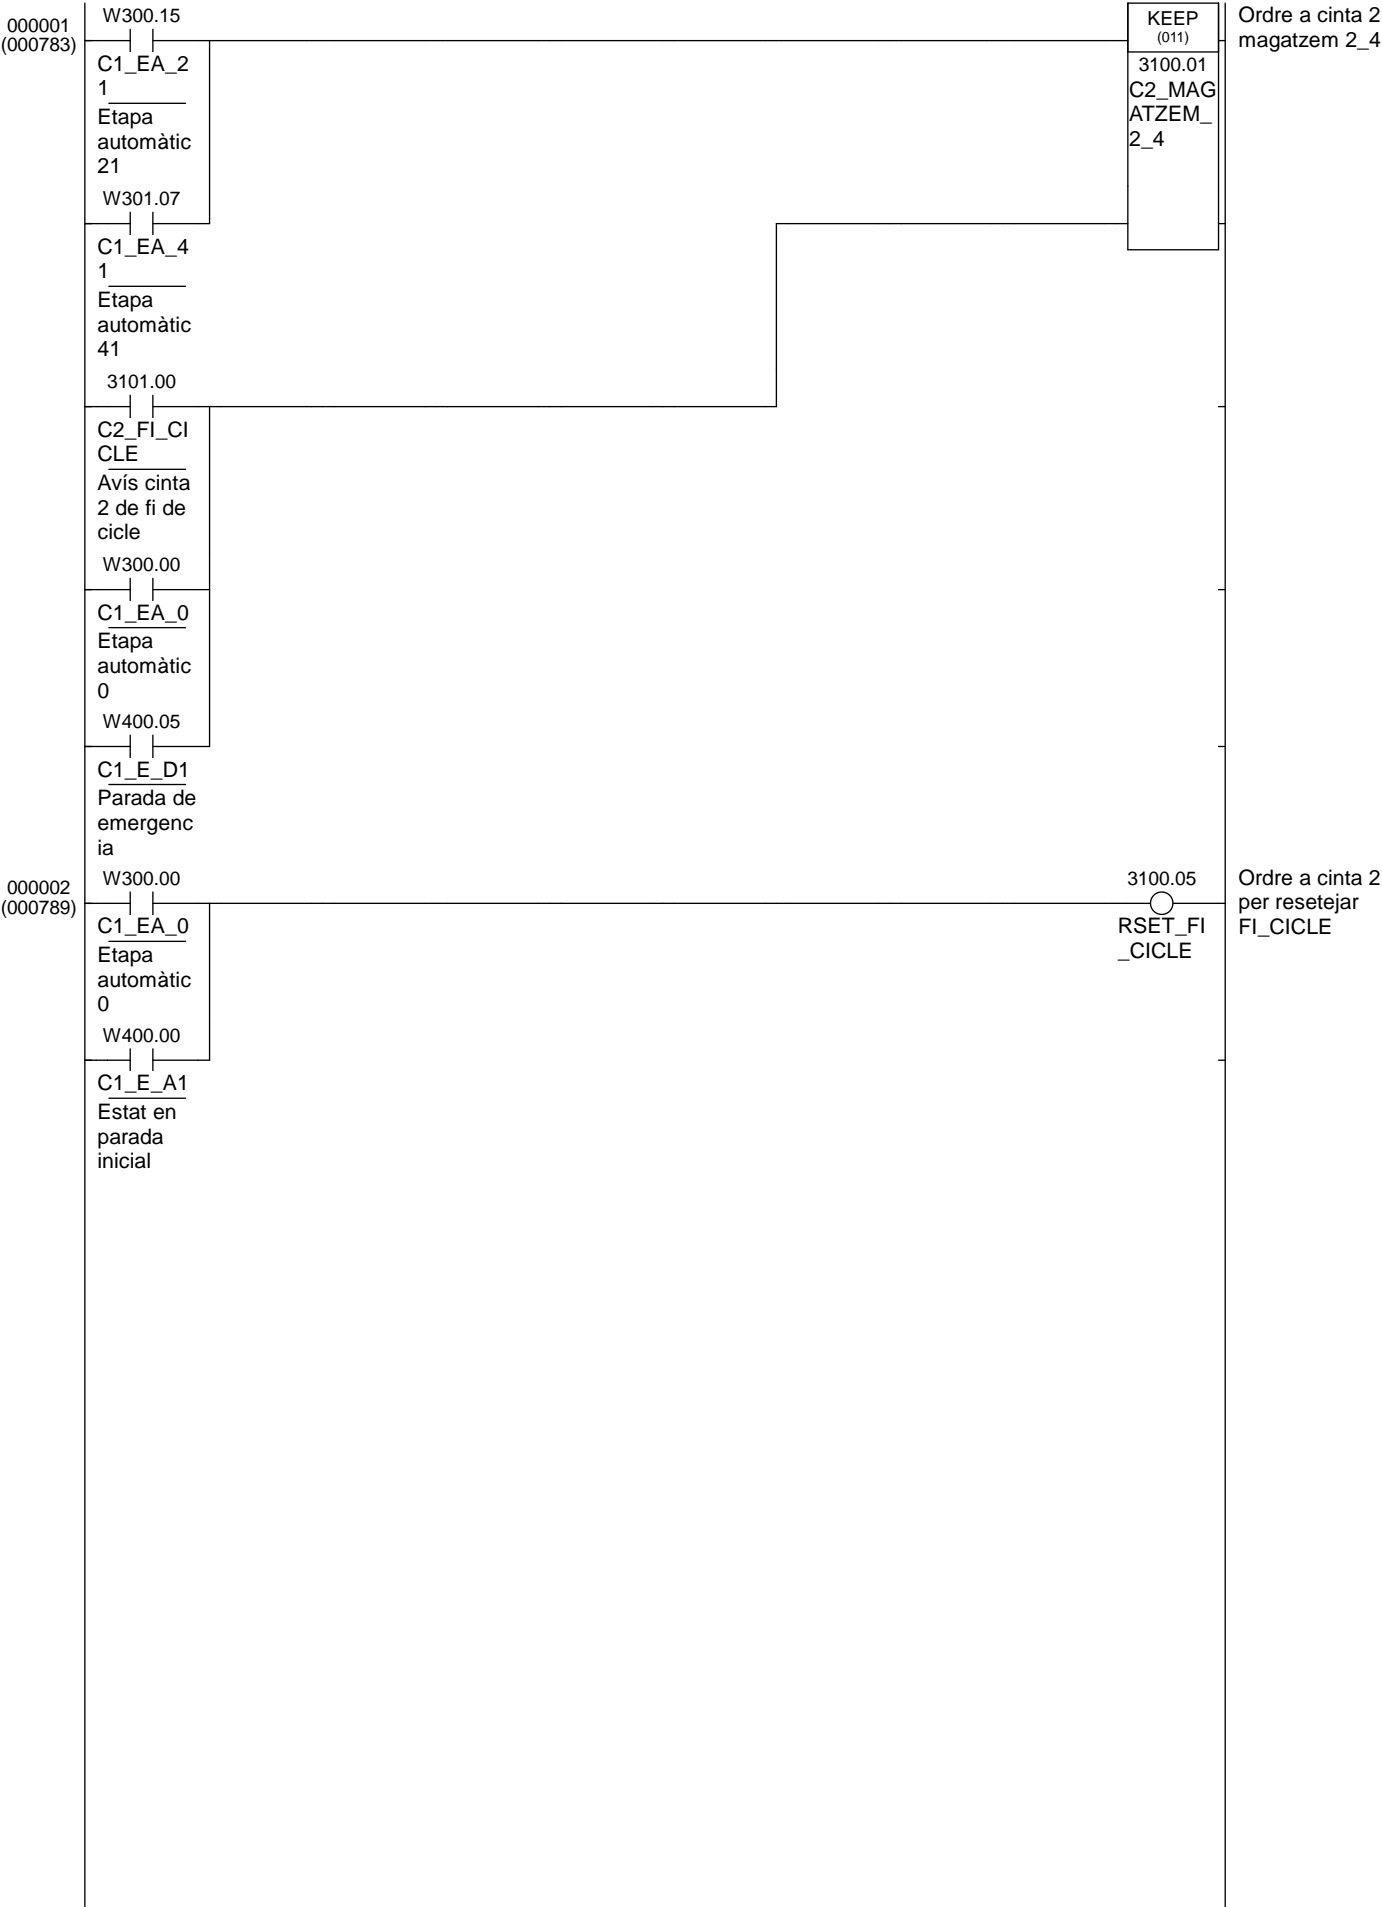 000001
(000783)
W300.15
C1_EA_2
1
Etapa
automàtic
21
KEEP
(011)
3100.01
C2_MAG
ATZEM_
2_4
Ordre a cinta 2
magatzem 2_4
W301.07
C1_EA_4
1
Etapa
automàtic
41
3101.00
C2_FI_CI
CLE
Avís cinta
2 de fi de
cicle
W300.00
C1_EA_0
Etapa
automàtic
0
W400.05
C1_E_D1
Parada de
emergenc
ia
000002
(000789)
W300.00
C1_EA_0
Etapa
automàtic
0
3100.05
RSET_FI
_CICLE
Ordre a cinta 2
per resetejar
FI_CICLE
W400.00
C1_E_A1
Estat en
parada
inicial